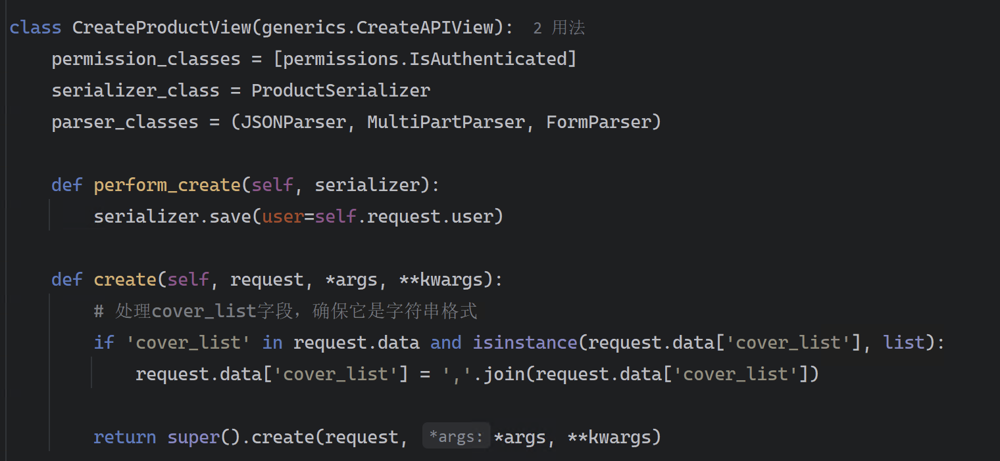 class CreateProductView(generics.CreateAPIView): 2 用法
permission_classes = [permissions.IsAuthenticated]
serializer_class = ProductSerializer
parser_classes = (JSONParser, MultiPartParser, FormParser)
def perform_create(self, serializer):
serializer.save(user=self.request.user)
def create(self, request, *args, **kwargs):
# 处理cover_list字段，确保它是字符串格式
if 'cover_list' in request.data and isinstance(request.data['cover_list'], list):
request.data['cover_list'] = ','.join(request.data['cover_list'])
return super().create(request, *args: *args, **kwargs)